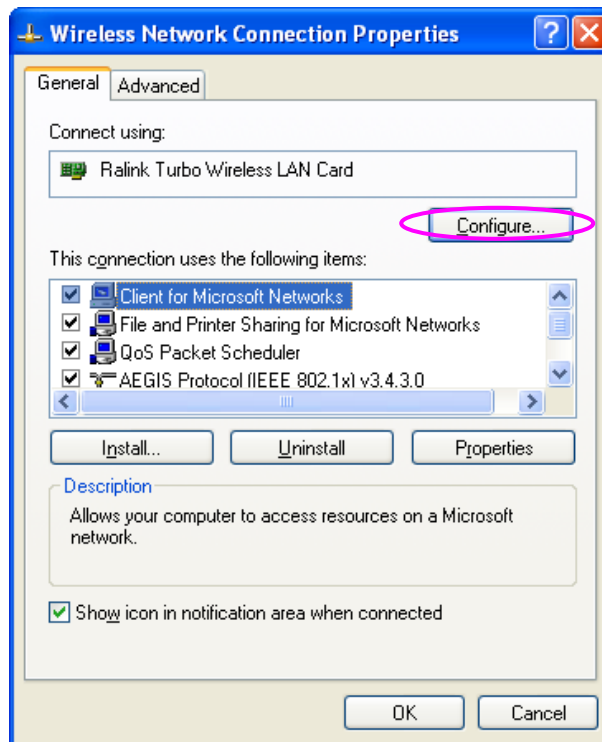 Wireless Network Connection Properties
General
Advanced
Connect using:
Ralink Turbo Wireless LAN Card
Configure...
This connection uses the following items:
Client for Microsoft Networks
File and Printer Sharing for Microsoft Networks
QoS Packet Scheduler
AEGIS Protocol (IEEE 802.1x) v3.4.3.0
Install...
Uninstall
Properties
Description
Allows your computer to access resources on a Microsoft
network.
Show icon in notification area when connected
OK
Cancel